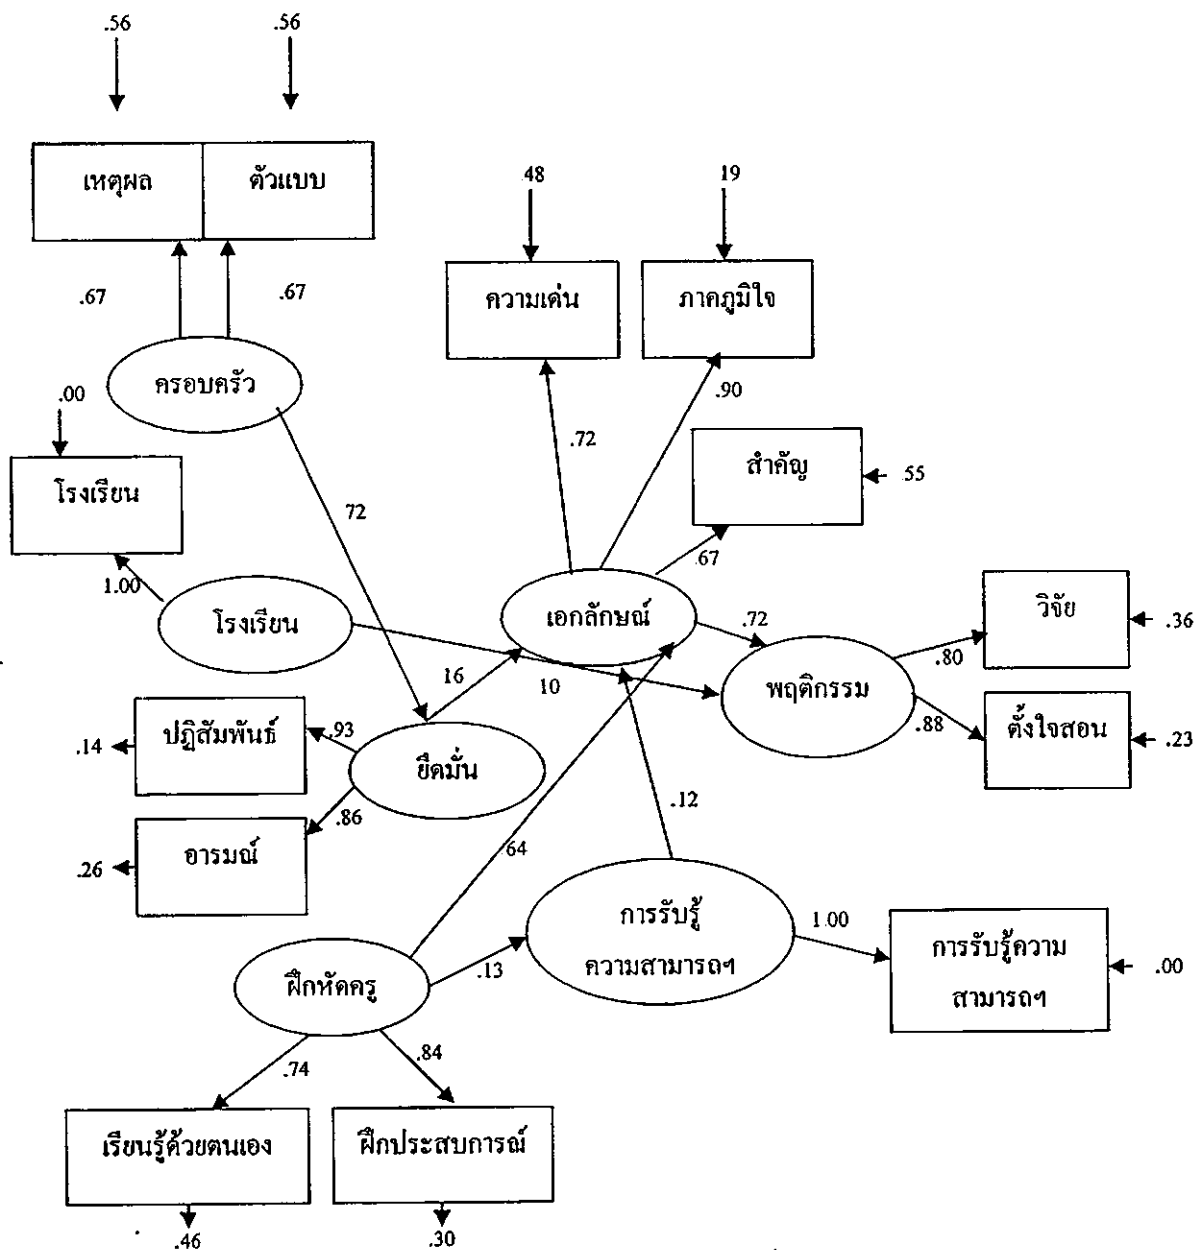 .56 .56
เหตุผล ตัวแบบ
.48 .19
ความเด่น ภาคภูมิใจ
.67 .67
ครอบครัว
.00
.90
.72
สำคัญ
.55
โรงเรียน
72
.67
1.00
โรงเรียน
เอกลักษณ์
วิจัย
.36
.72
.80
16
10
พฤติกรรม
ปฏิสัมพันธ์
.93
.14
ยึดมั่น
.88
ตั้งใจสอน
.23
.86
.12
อารมณ์
.26
64
การรับรู้
ความสามารถฯ
1.00
การรับรู้ความ
สามารถฯ
.00
.13
ฝึกหัดครู
.74
.84
เรียนรู้ด้วยตนเอง
ฝึกประสบการณ์
.46
.30